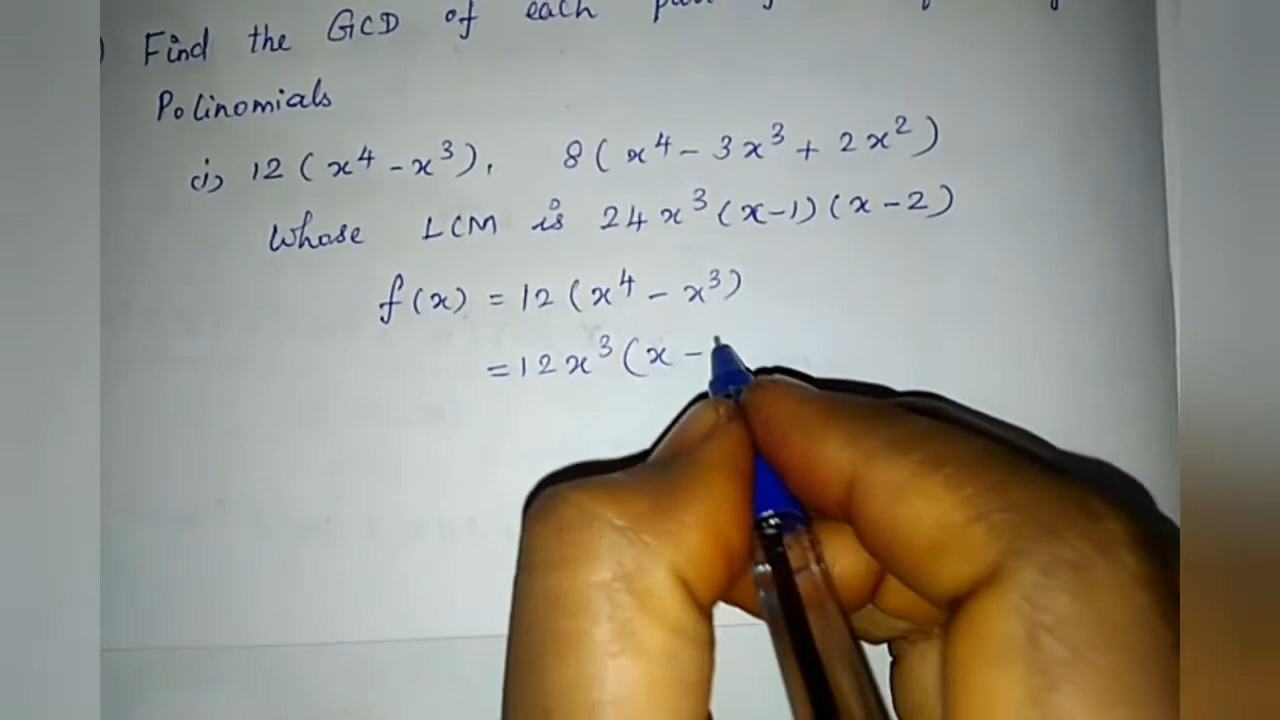 ) Find the GCD of each
Polinomials
(i) 12 ( x⁴ - x³ ), 8 ( x⁴ - 3x³ + 2x² )
Whose LCM is 24x³ (x-1) (x-2)
f(x) = 12 (x⁴ - x³)
= 12x³ (x -